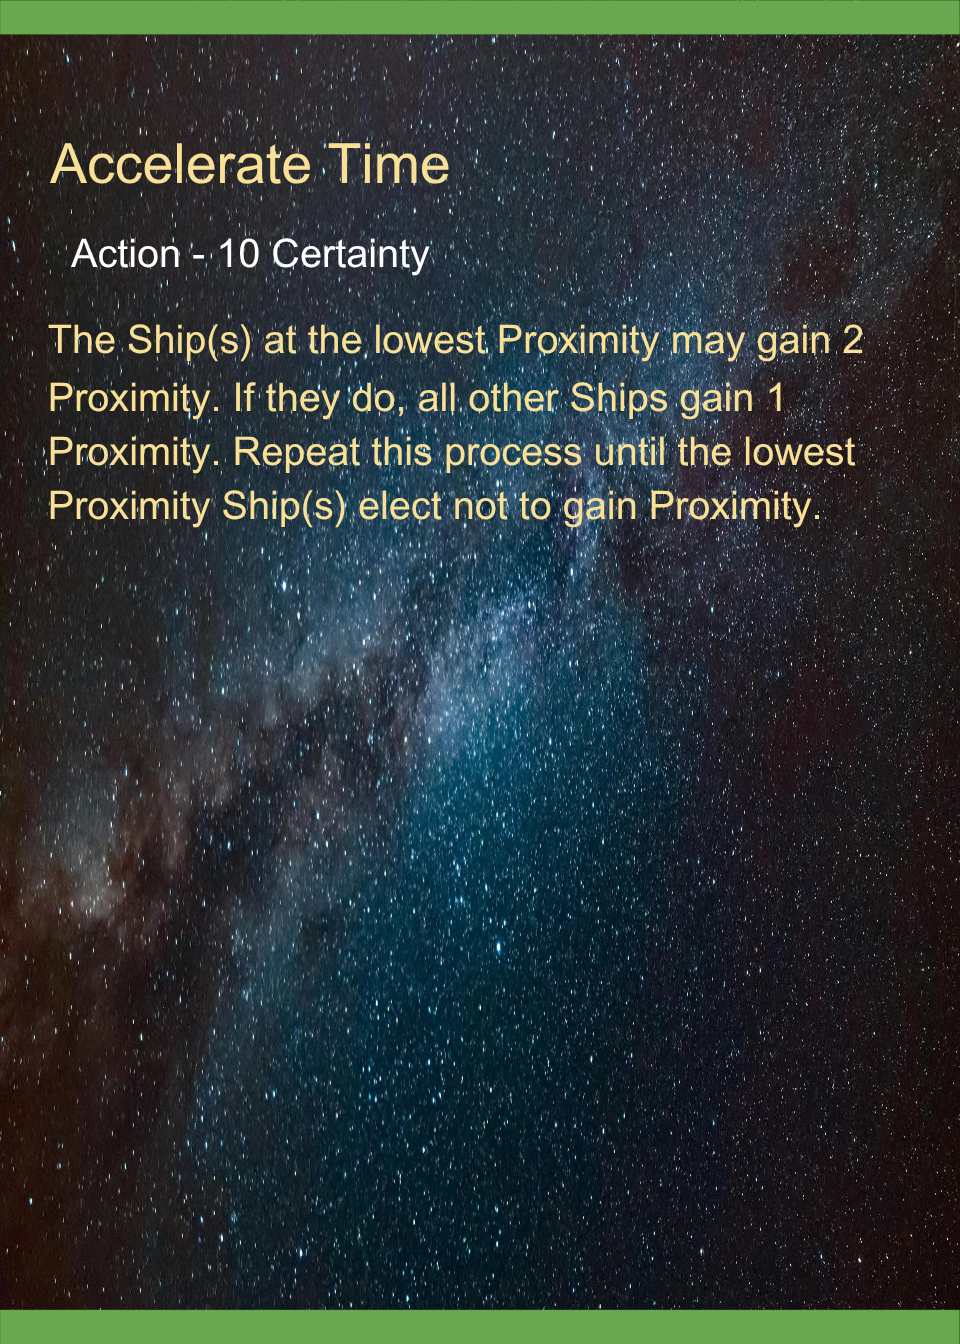 Accelerate Time
Action - 10 Certainty
The Ship(s) at the lowest Proximity may gain 2
Proximity. If they do, all other Ships gain 1
Proximity. Repeat this process until the lowest
Proximity Ship(s) elect not to gain Proximity.